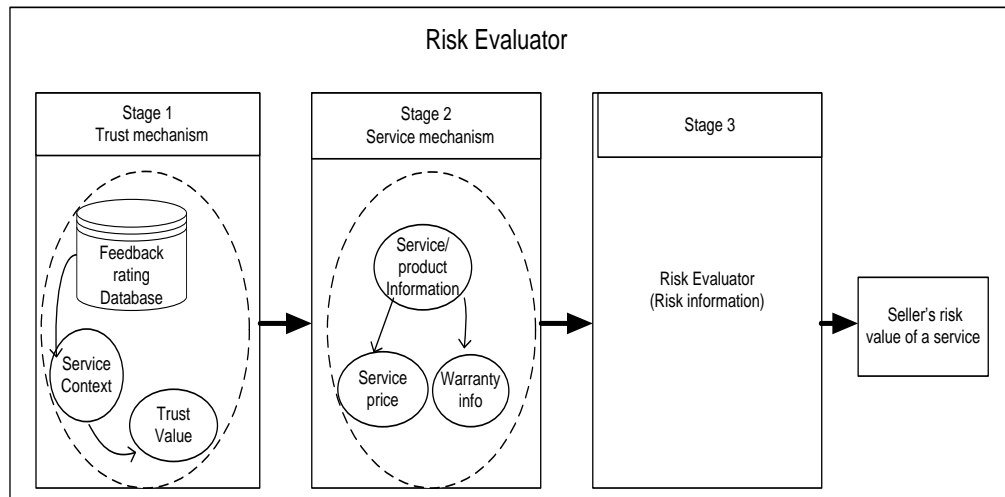 Risk Evaluator
Stage 1
Trust mechanism
Feedback
rating
Database
Service
Context
Trust
Value
Stage 2
Service mechanism
Service/
product
Information
Service
price
Warranty
info
Stage 3
Risk Evaluator
(Risk information)
Seller's risk
value of a service